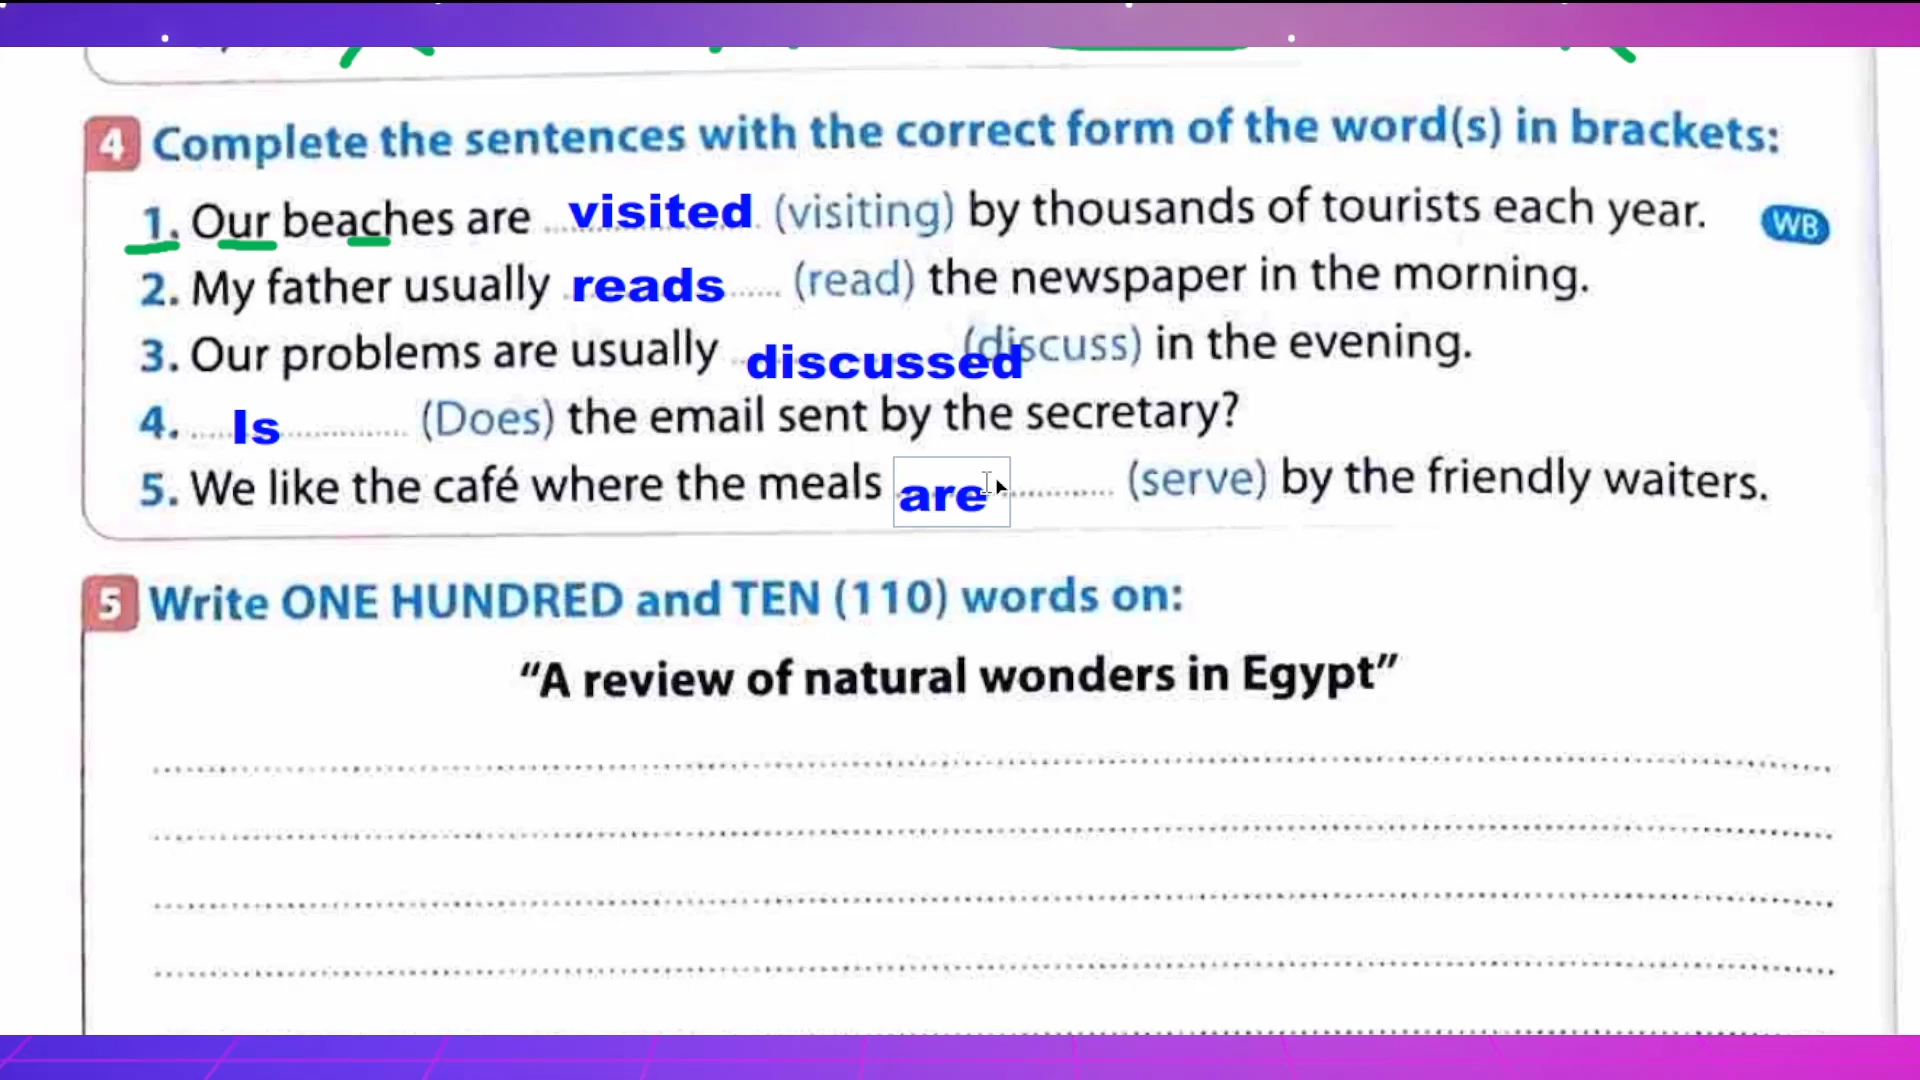 4 Complete the sentences with the correct form of the word(s) in brackets:
1. Our beaches are visited (visiting) by thousands of tourists each year. WB
2. My father usually reads (read) the newspaper in the morning.
3. Our problems are usually discussed (discuss) in the evening.
4. Is (Does) the email sent by the secretary?
5. We like the café where the meals are (serve) by the friendly waiters.
5 Write ONE HUNDRED and TEN (110) words on:
“A review of natural wonders in Egypt”